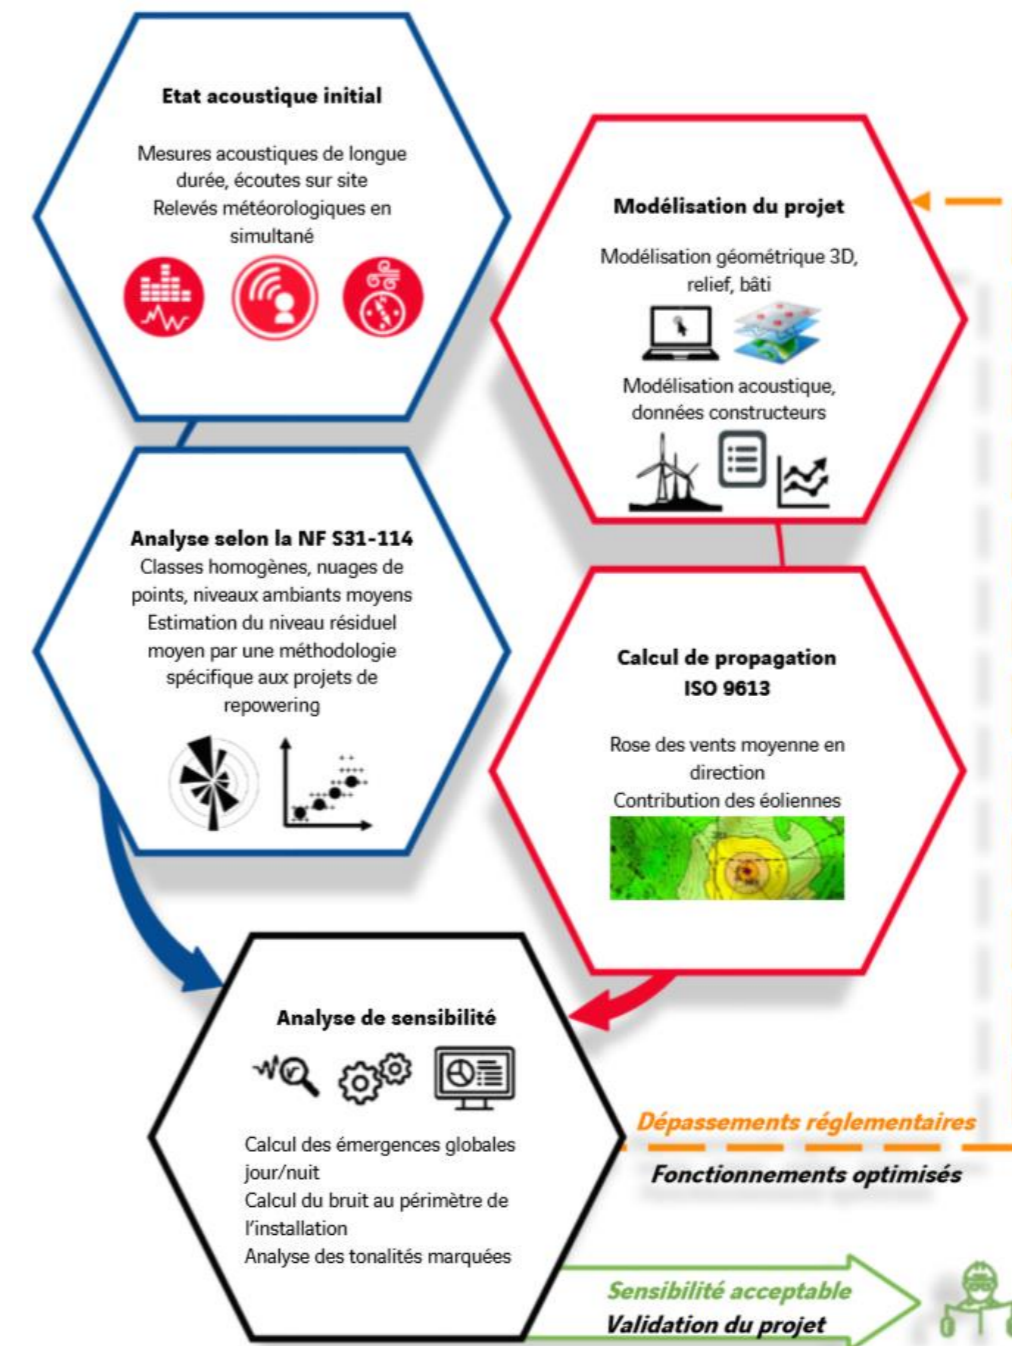 Etat acoustique initial
Mesures acoustiques de longue
durée, écoutes sur site
Relevés météorologiques en
simultané
Modélisation du projet
Modélisation géométrique 3D,
relief, bâti
Modélisation acoustique,
données constructeurs
Analyse selon la NF S31-114
Classes homogènes, nuages de
points, niveaux ambiants moyens
Estimation du niveau résiduel
moyen par une méthodologie
spécifique aux projets de
repowering
Calcul de propagation
ISO 9613
Rose des vents moyenne en
direction
Contribution des éoliennes
Analyse de sensibilité
Calcul des émergences globales
jour/nuit
Calcul du bruit au périmètre de
l'installation
Analyse des tonalités marquées
Dépassements réglementaires
Fonctionnements optimisés
Sensibilité acceptable
Validation du projet